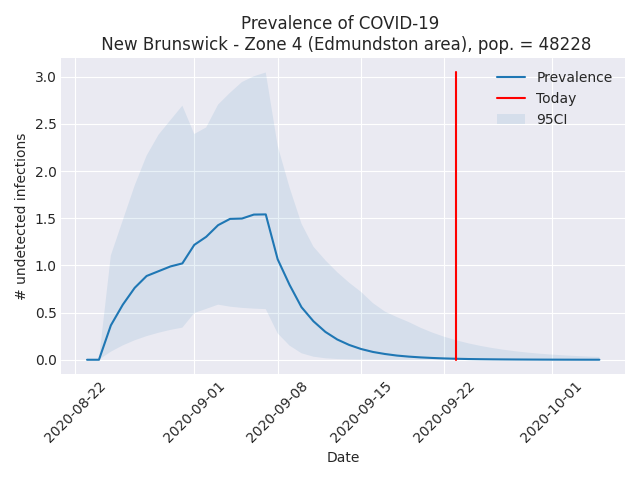 Prevalence of COVID-19
New Brunswick - Zone 4 (Edmundston area), pop. = 48228
Prevalence
Today
95CI
# undetected infections
3.0
2.5
2.0
1.5
1.0
0.5
0.0
2020-08-22
2020-09-01
2020-09-08
2020-09-15
2020-09-22
2020-10-01
Date